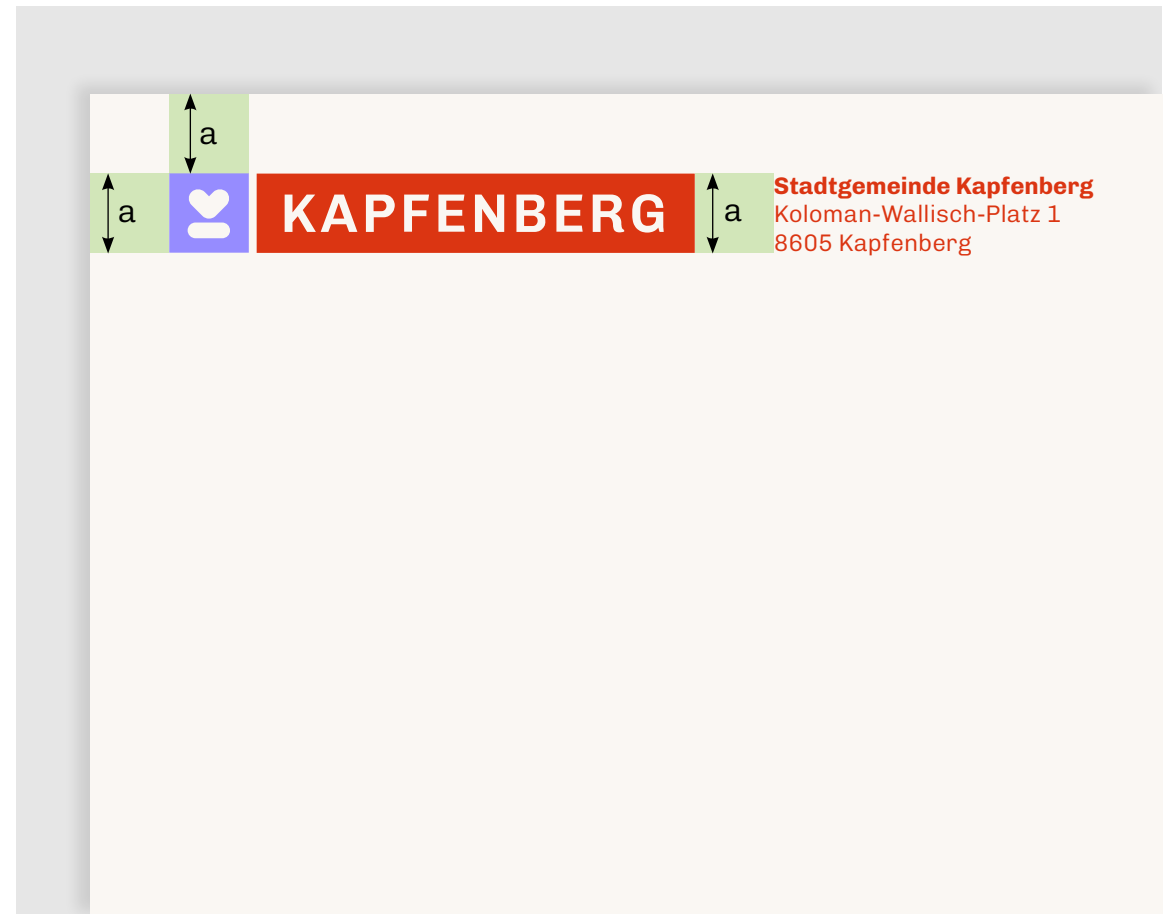 a
a
KAPFENBERG
a
Stadtgemeinde Kapfenberg
Koloman-Wallisch-Platz 1
8605 Kapfenberg